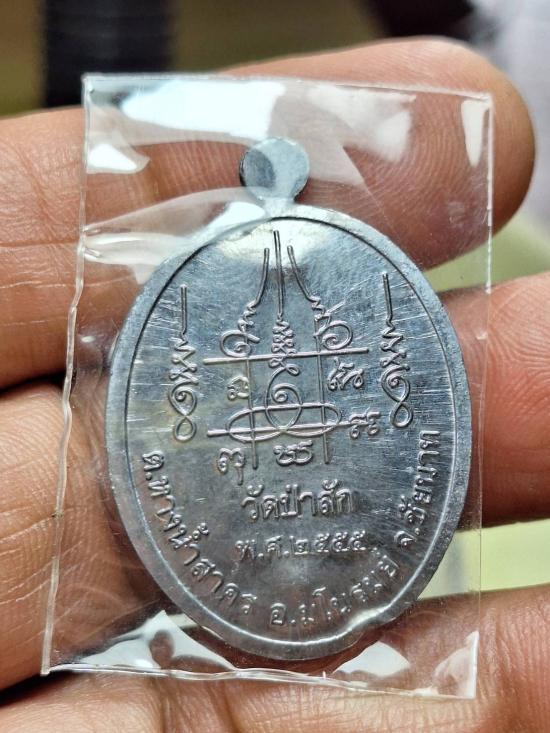 วัดป่าสัก
พ.ศ.๒๕๕๕
ต.หางน้ำสาคร อ.มโนรมย์ จ.ชัยนาท